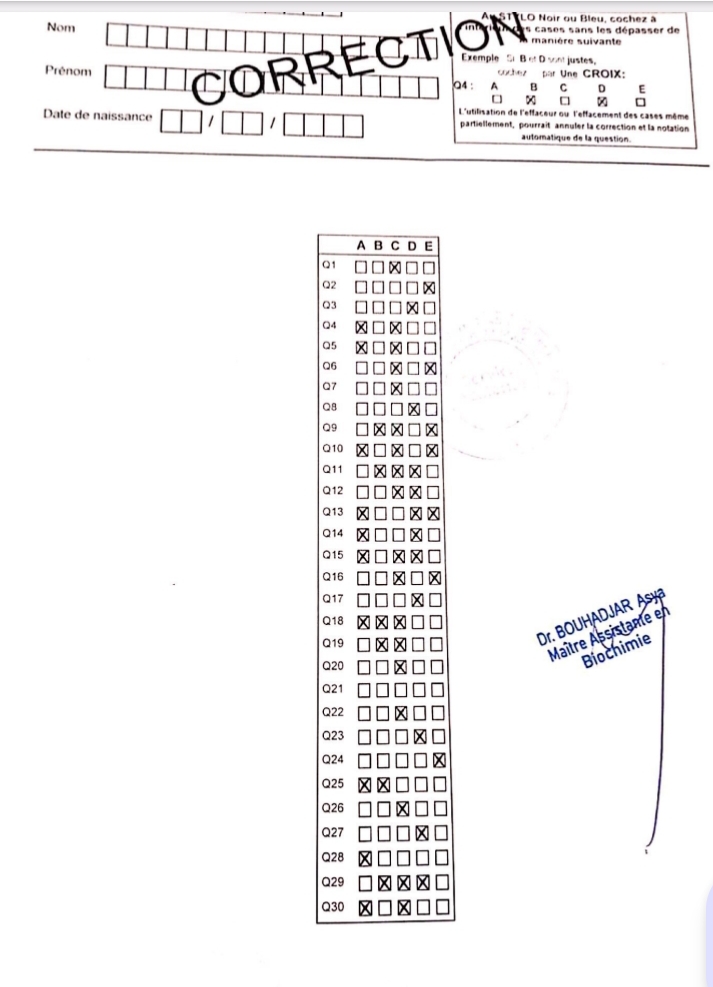 Nom
Prénom
Date de naissance / /
CORRECTION
STYLO Noir ou Bleu, cochez à
cases sans les dépasser de
manière suivante
Exemple Si B et D sont justes,
cochez par Une CROIX:
Q4 : A B C D E
☐ ☒ ☐ ☒ ☐
L'utilisation de l'effaceur ou l'effacement des cases même
partiellement, pourrait annuler la correction et la notation
automatique de la question.
A B C D E
Q1 ☐ ☐ ☒ ☐ ☐
Q2 ☐ ☐ ☐ ☐ ☒
Q3 ☐ ☐ ☐ ☒ ☐
Q4 ☒ ☐ ☒ ☐ ☐
Q5 ☒ ☐ ☒ ☐ ☐
Q6 ☐ ☐ ☒ ☐ ☒
Q7 ☐ ☐ ☒ ☐ ☐
Q8 ☐ ☐ ☐ ☒ ☐
Q9 ☐ ☒ ☒ ☐ ☒
Q10 ☒ ☐ ☒ ☐ ☒
Q11 ☐ ☒ ☒ ☒ ☐
Q12 ☐ ☐ ☒ ☒ ☐
Q13 ☒ ☐ ☐ ☒ ☒
Q14 ☒ ☐ ☐ ☒ ☐
Q15 ☒ ☐ ☒ ☒ ☐
Q16 ☐ ☐ ☒ ☐ ☒
Q17 ☐ ☐ ☐ ☒ ☐
Q18 ☒ ☒ ☒ ☐ ☐
Q19 ☐ ☒ ☒ ☐ ☐
Q20 ☐ ☐ ☒ ☐ ☐
Q21 ☐ ☐ ☐ ☐ ☐
Q22 ☐ ☐ ☒ ☐ ☐
Q23 ☐ ☐ ☐ ☒ ☐
Q24 ☐ ☐ ☐ ☐ ☒
Q25 ☒ ☒ ☐ ☐ ☐
Q26 ☐ ☐ ☒ ☐ ☐
Q27 ☐ ☐ ☐ ☒ ☐
Q28 ☒ ☐ ☐ ☐ ☐
Q29 ☐ ☒ ☒ ☒ ☐
Q30 ☒ ☐ ☒ ☐ ☐
Dr. BOUHADJAR Asya
Maître Assistante en
Biochimie